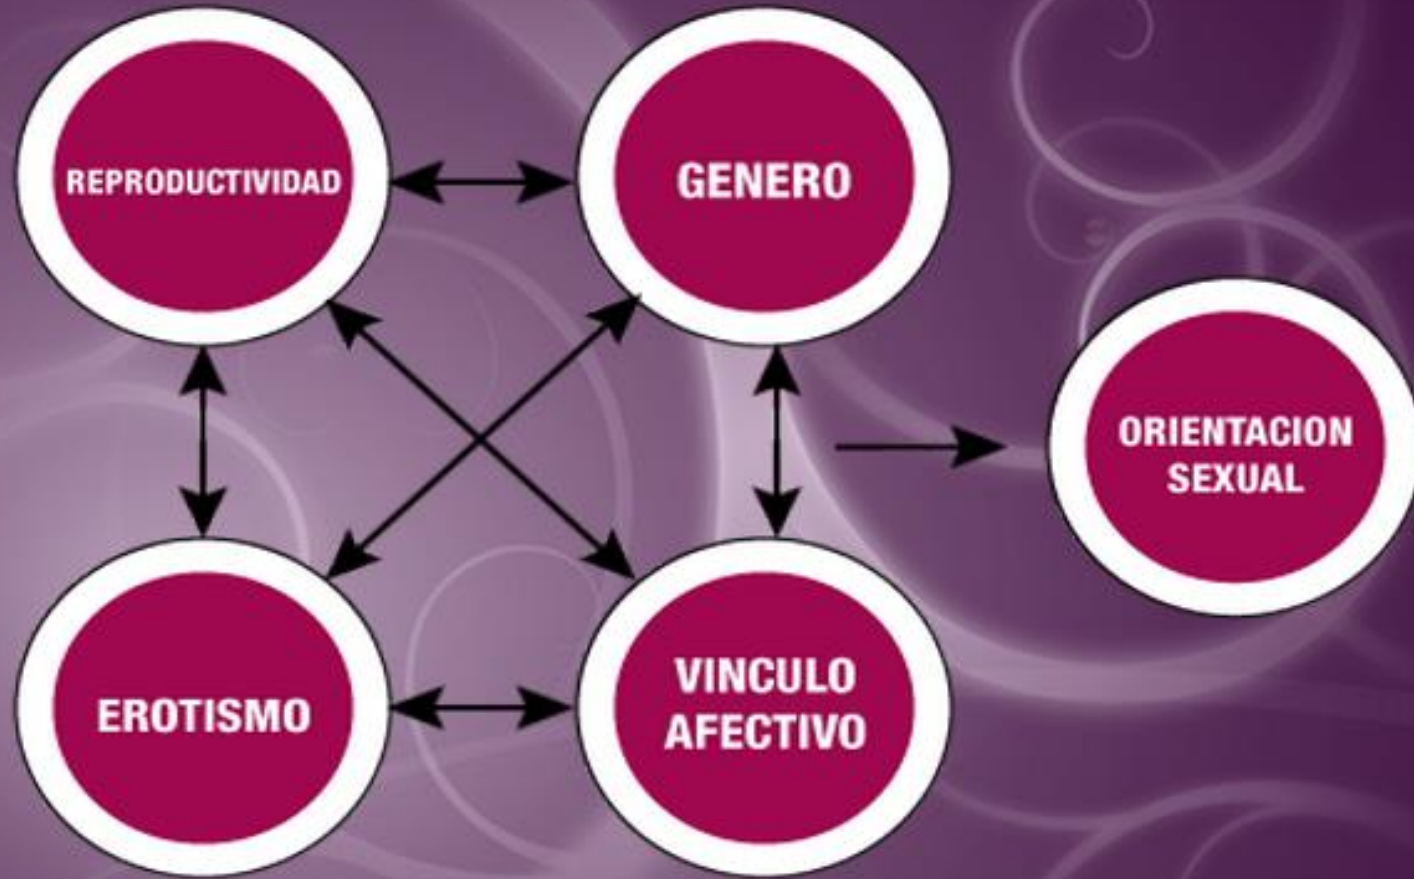 REPRODUCTIVIDAD
GENERO
ORIENTACION
SEXUAL
EROTISMO
VINCULO
AFECTIVO